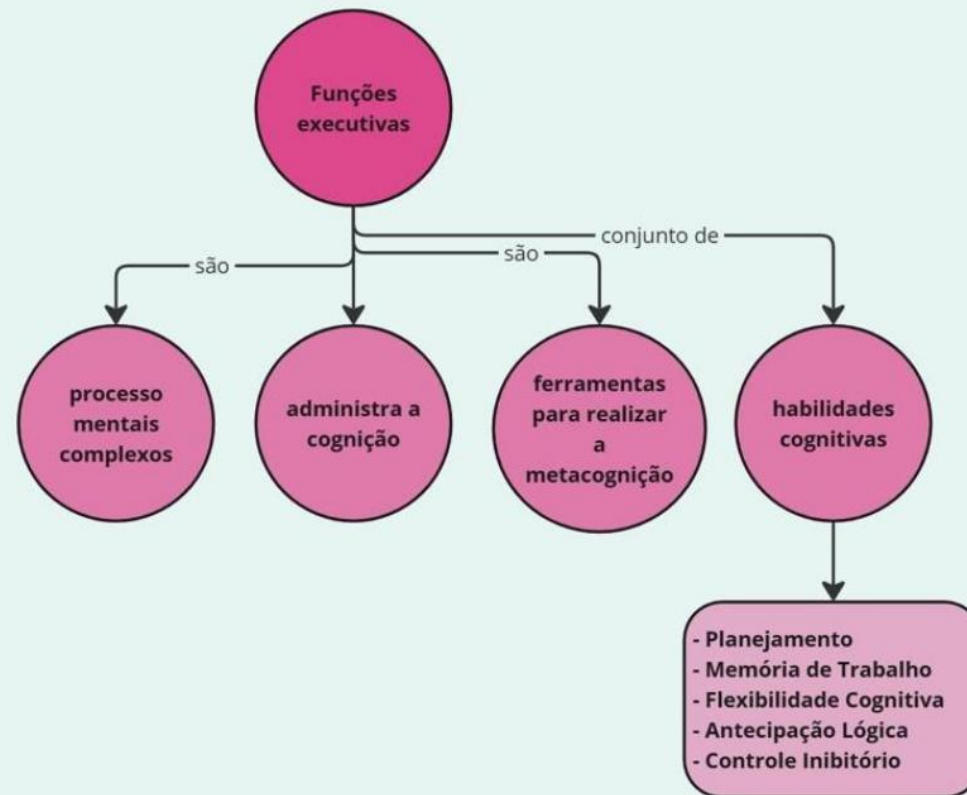 Funções
executivas
conjunto de
são
são
processo
mentais
complexos
administra a
cognição
ferramentas
para realizar
a
metacognição
habilidades
cognitivas
- Planejamento
- Memória de Trabalho
- Flexibilidade Cognitiva
- Antecipação Lógica
- Controle Inibitório